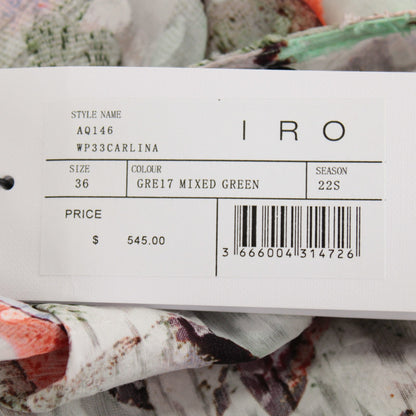 STYLE NAME
AQ146
WP33CARLINA
IRO
SIZE
36
COLOUR
GRE17 MIXED GREEN
SEASON
22S
PRICE
$ 545.00
3 666004 314726